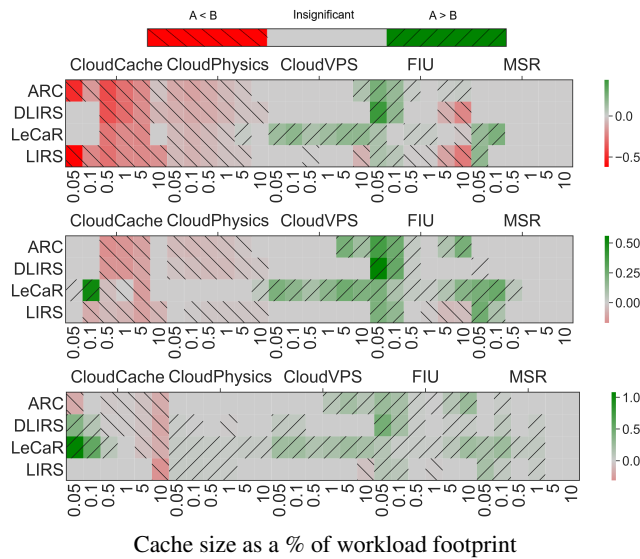 A < B Insignificant A > B
CloudCache CloudPhysics CloudVPS FIU MSR
ARC
DLIRS
LeCaR
LIRS
0.0
−0.5
0.05 0.1 0.5 1 5 10 0.05 0.1 0.5 1 5 10 0.05 0.1 0.5 1 5 10 0.05 0.1 0.5 1 5 10 0.05 0.1 0.5 1 5 10
CloudCache CloudPhysics CloudVPS FIU MSR
ARC
DLIRS
LeCaR
LIRS
0.50
0.25
0.00
0.05 0.1 0.5 1 5 10 0.05 0.1 0.5 1 5 10 0.05 0.1 0.5 1 5 10 0.05 0.1 0.5 1 5 10 0.05 0.1 0.5 1 5 10
CloudCache CloudPhysics CloudVPS FIU MSR
ARC
DLIRS
LeCaR
LIRS
1.0
0.5
0.0
0.05 0.1 0.5 1 5 10 0.05 0.1 0.5 1 5 10 0.05 0.1 0.5 1 5 10 0.05 0.1 0.5 1 5 10 0.05 0.1 0.5 1 5 10
Cache size as a % of workload footprint